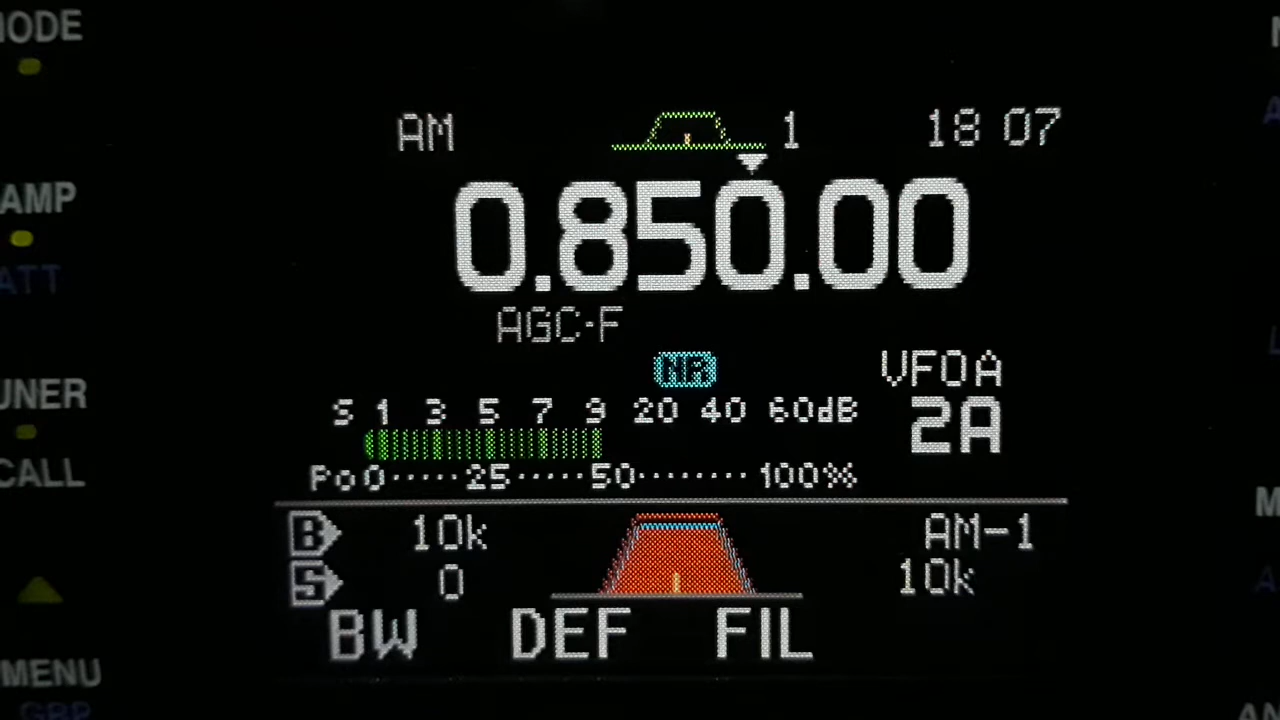 MODE
AM 1 18 07
0.850.00
AMP
ATT
AGC-F
NR
VFOA
TUNER
S 1 3 5 7 9 20 40 60dB
2A
CALL
Po0·····25·····50·······100%
B 10k AM-1
S 0 10k
BW DEF FIL
MENU